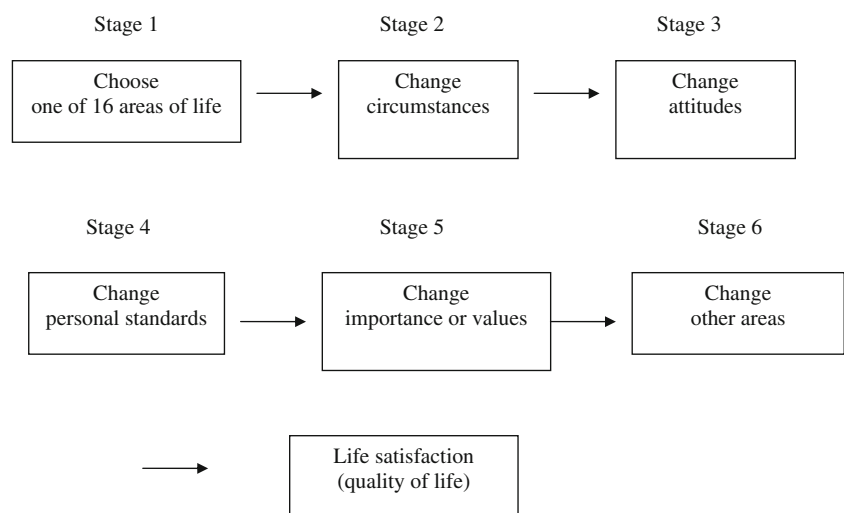 Stage 1
Stage 2
Stage 3
Choose
one of 16 areas of life
Change
circumstances
Change
attitudes
Stage 4
Stage 5
Stage 6
Change
personal standards
Change
importance or values
Change
other areas
Life satisfaction
(quality of life)